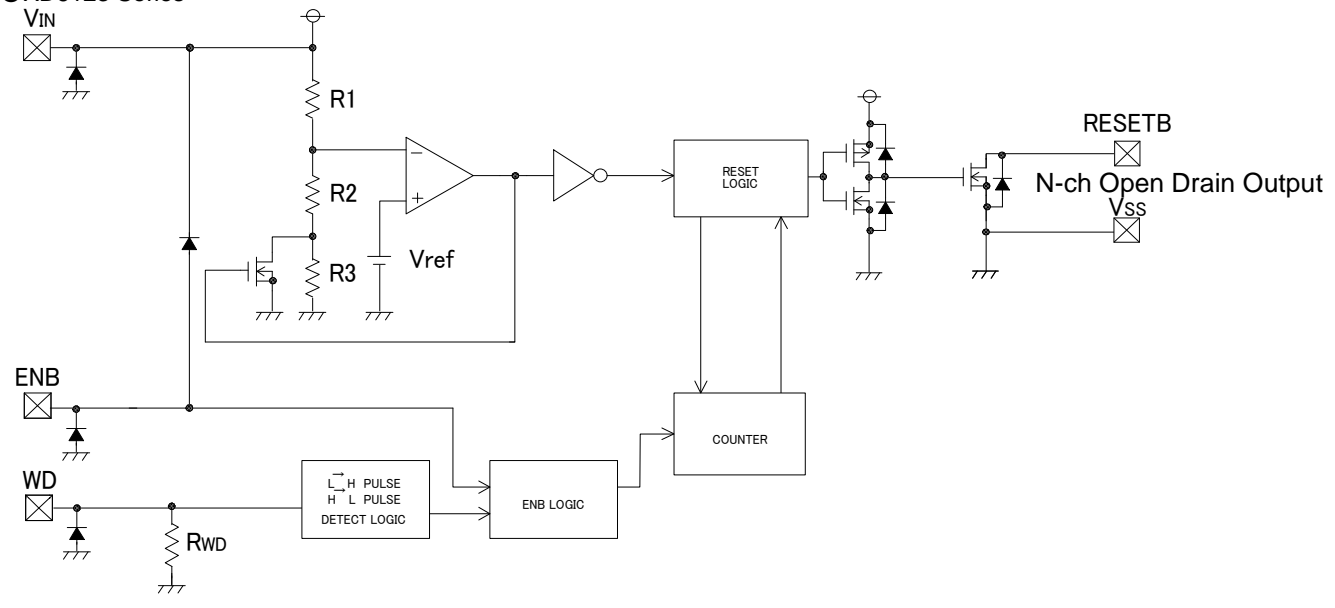 VIN
R1
R2
R3
Vref
RESET
LOGIC
RESETB
N-ch Open Drain Output
VSS
ENB
COUNTER
WD
L → H PULSE
H → L PULSE
DETECT LOGIC
ENB LOGIC
RWD